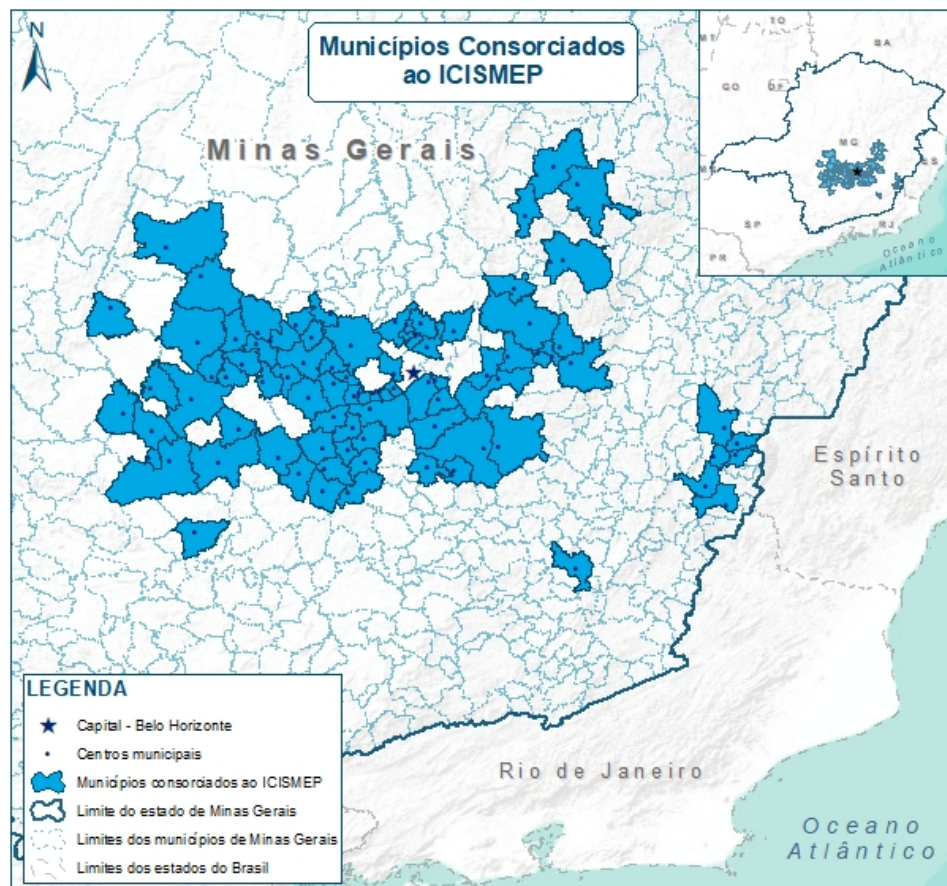 N
Municípios Consorciados
ao ICISMEP
Minas Gerais
MT
TO
BA
GO
DF
MG
ES
SP
RJ
PR
Oceano
Atlântico
Espírito
Santo
LEGENDA
Capital - Belo Horizonte
Centros municipais
Municípios consorciados ao ICISMEP
Limite do estado de Minas Gerais
Limites dos municípios de Minas Gerais
Limites dos estados do Brasil
Rio de Janeiro
Oceano
Atlântico